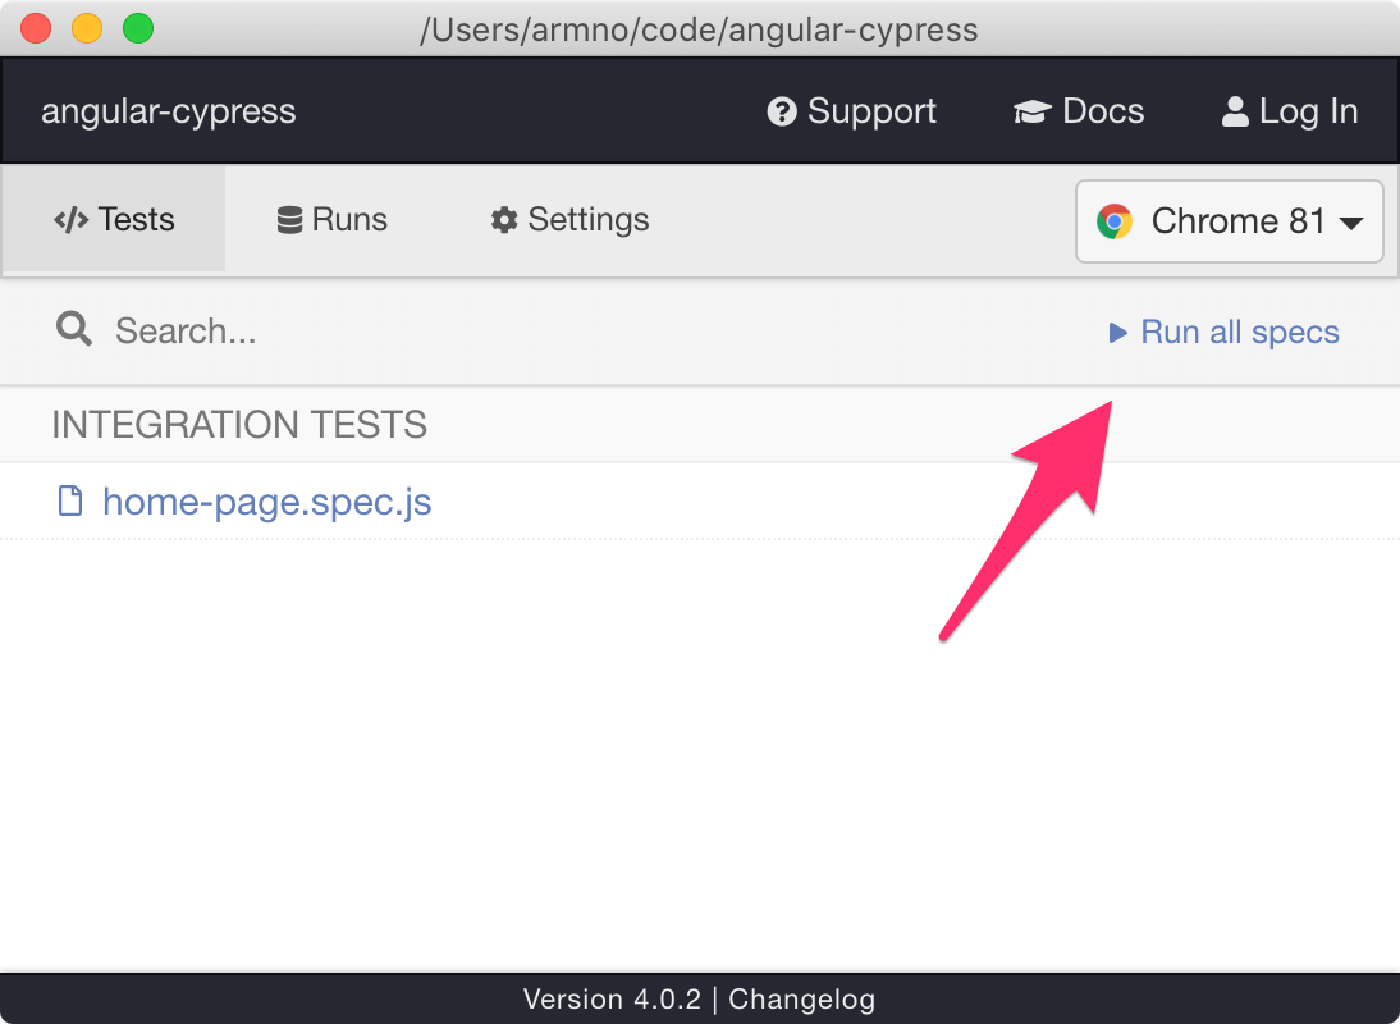 /Users/armno/code/angular-cypress
angular-cypress Support Docs Log In
Tests Runs Settings Chrome 81
Search... Run all specs
INTEGRATION TESTS
home-page.spec.js
Version 4.0.2 | Changelog